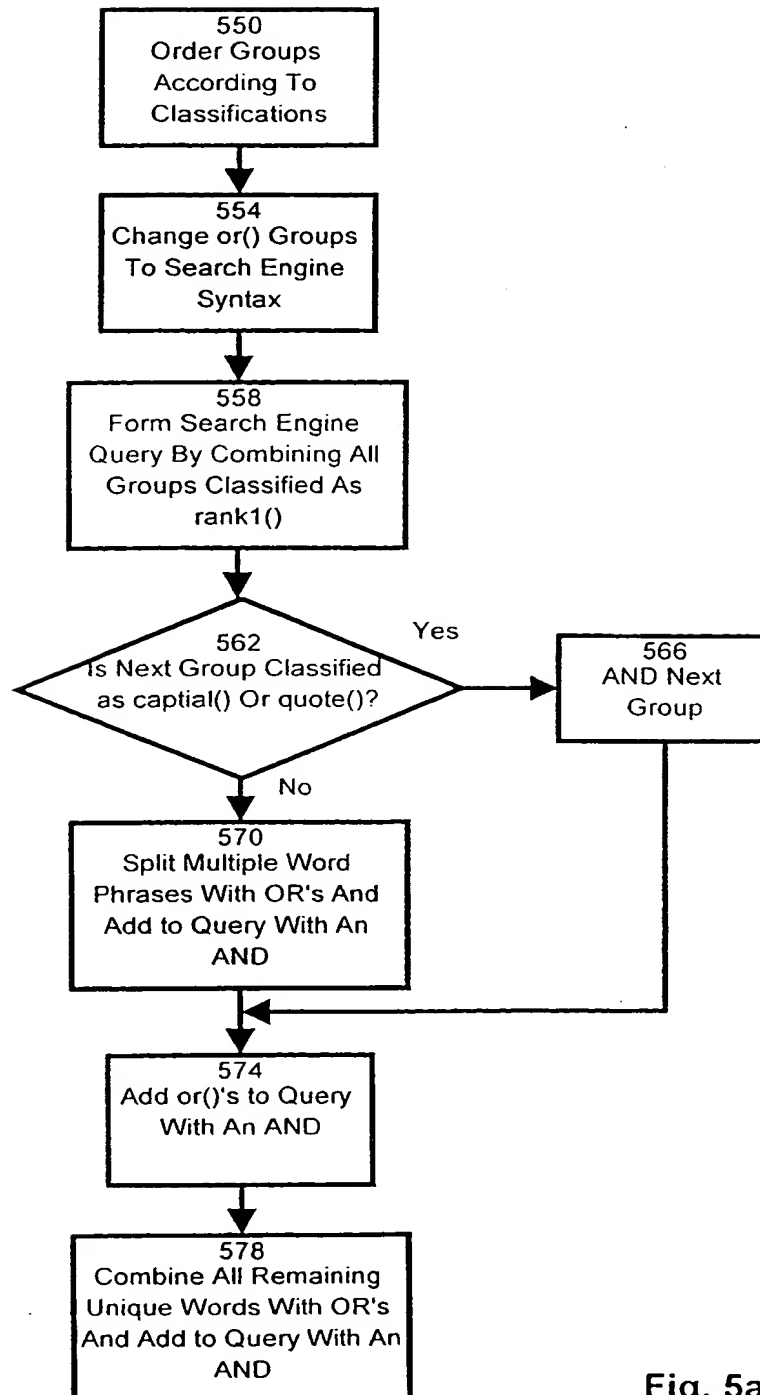 550
Order Groups
According To
Classifications
554
Change or() Groups
To Search Engine
Syntax
558
Form Search Engine
Query By Combining All
Groups Classified As
rank1()
562
Is Next Group Classified
as captial() Or quote()?
Yes
566
AND Next
Group
No
570
Split Multiple Word
Phrases With OR's And
Add to Query With An
AND
574
Add or()'s to Query
With An AND
578
Combine All Remaining
Unique Words With OR's
And Add to Query With An
AND
Fig. 5a